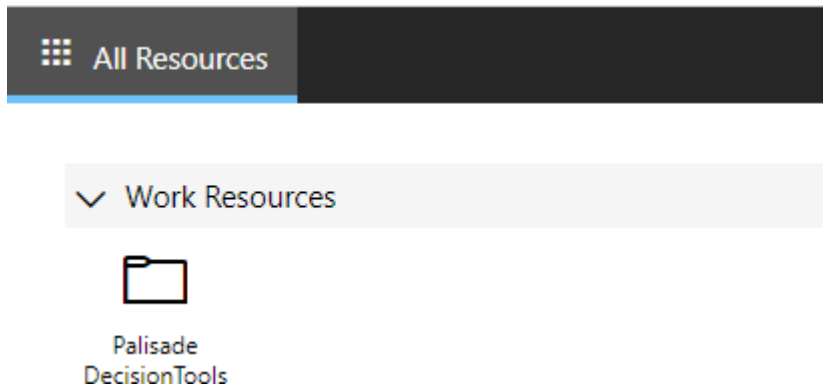 All Resources
Work Resources
Palisade
DecisionTools